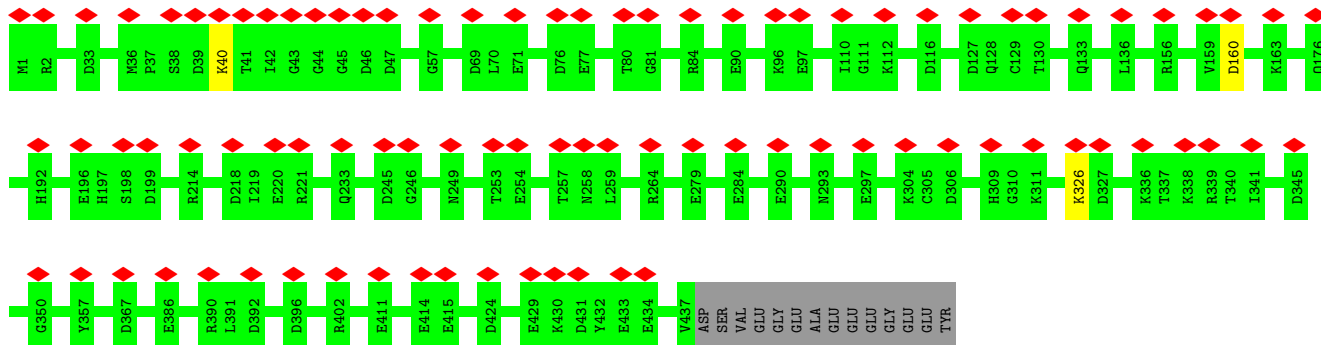 M1 R2 D33 M36 P37 S38 D39 K40 T41 I42 G43 G44 G45 D46 D47 G57 D69 L70 E71 D76 E77 T80 G81 R84 E90 K96 E97 I110 G111 K112 D116 D127 Q128 C129 T130 Q133 L136 R156 V159 D160 K163 Q176
H192 E196 H197 S198 D199 R214 D218 I219 E220 R221 Q233 D245 G246 N249 T253 E254 T257 N258 L259 R264 E279 E284 E290 N293 E297 K304 C305 D306 H309 G310 K311 K326 D327 K336 T337 K338 R339 T340 I341 D345
G350 Y357 D367 E386 R390 L391 D392 D396 R402 E411 E414 E415 D424 E429 K430 D431 Y432 E433 E434 V437 ASP SER VAL GLU GLY GLU ALA GLU GLU GLU GLY GLU GLU TYR